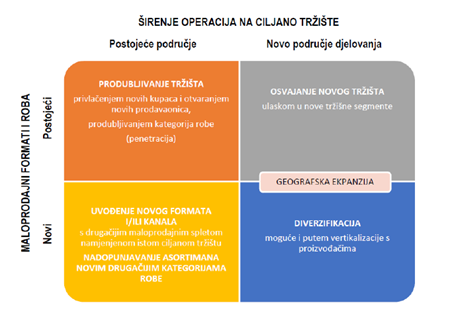 ŠIRENJE OPERACIJA NA CILJANO TRŽIŠTE
Postojeće područje
Novo područje djelovanja
MALOPRODAJNI FORMATI I ROBA
Postojeći
Novi
PRODUBLJIVANJE TRŽIŠTA
privlačenjem novih kupaca i otvaranjem
novih prodavaonica,
produbljivanjem kategorija robe
(penetracija)
OSVAJANJE NOVOG TRŽIŠTA
ulaskom u nove tržišne segmente
GEOGRAFSKA EKPANZIJA
UVOĐENJE NOVOG FORMATA
I/ILI KANALA
s drugačijim maloprodajnim spletom
namjenjenom istom ciljanom tržištu
NADOPUNJAVANJE ASORTIMANA
NOVIM DRUGAČIJIM KATEGORIJAMA
ROBE
DIVERZIFIKACIJA
moguće i putem vertikalizacije s
proizvođačima